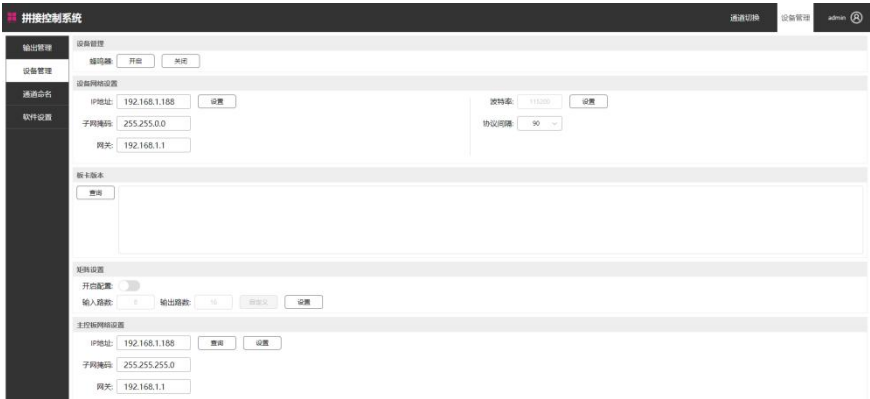 拼接控制系统
通道切换 设备管理 admin
输出管理
设备管理
通道命名
软件设置
设备管理
蜂鸣器: 开启 关闭
设备网络设置
IP地址: 192.168.1.188 设置
子网掩码: 255.255.0.0
网关: 192.168.1.1
波特率: 115200 设置
协议间隔: 90
板卡版本
查询
矩阵设置
开启配置:
输入路数: 输出路数: 自定义 设置
主控板网络设置
IP地址: 192.168.1.188 查询 设置
子网掩码: 255.255.255.0
网关: 192.168.1.1